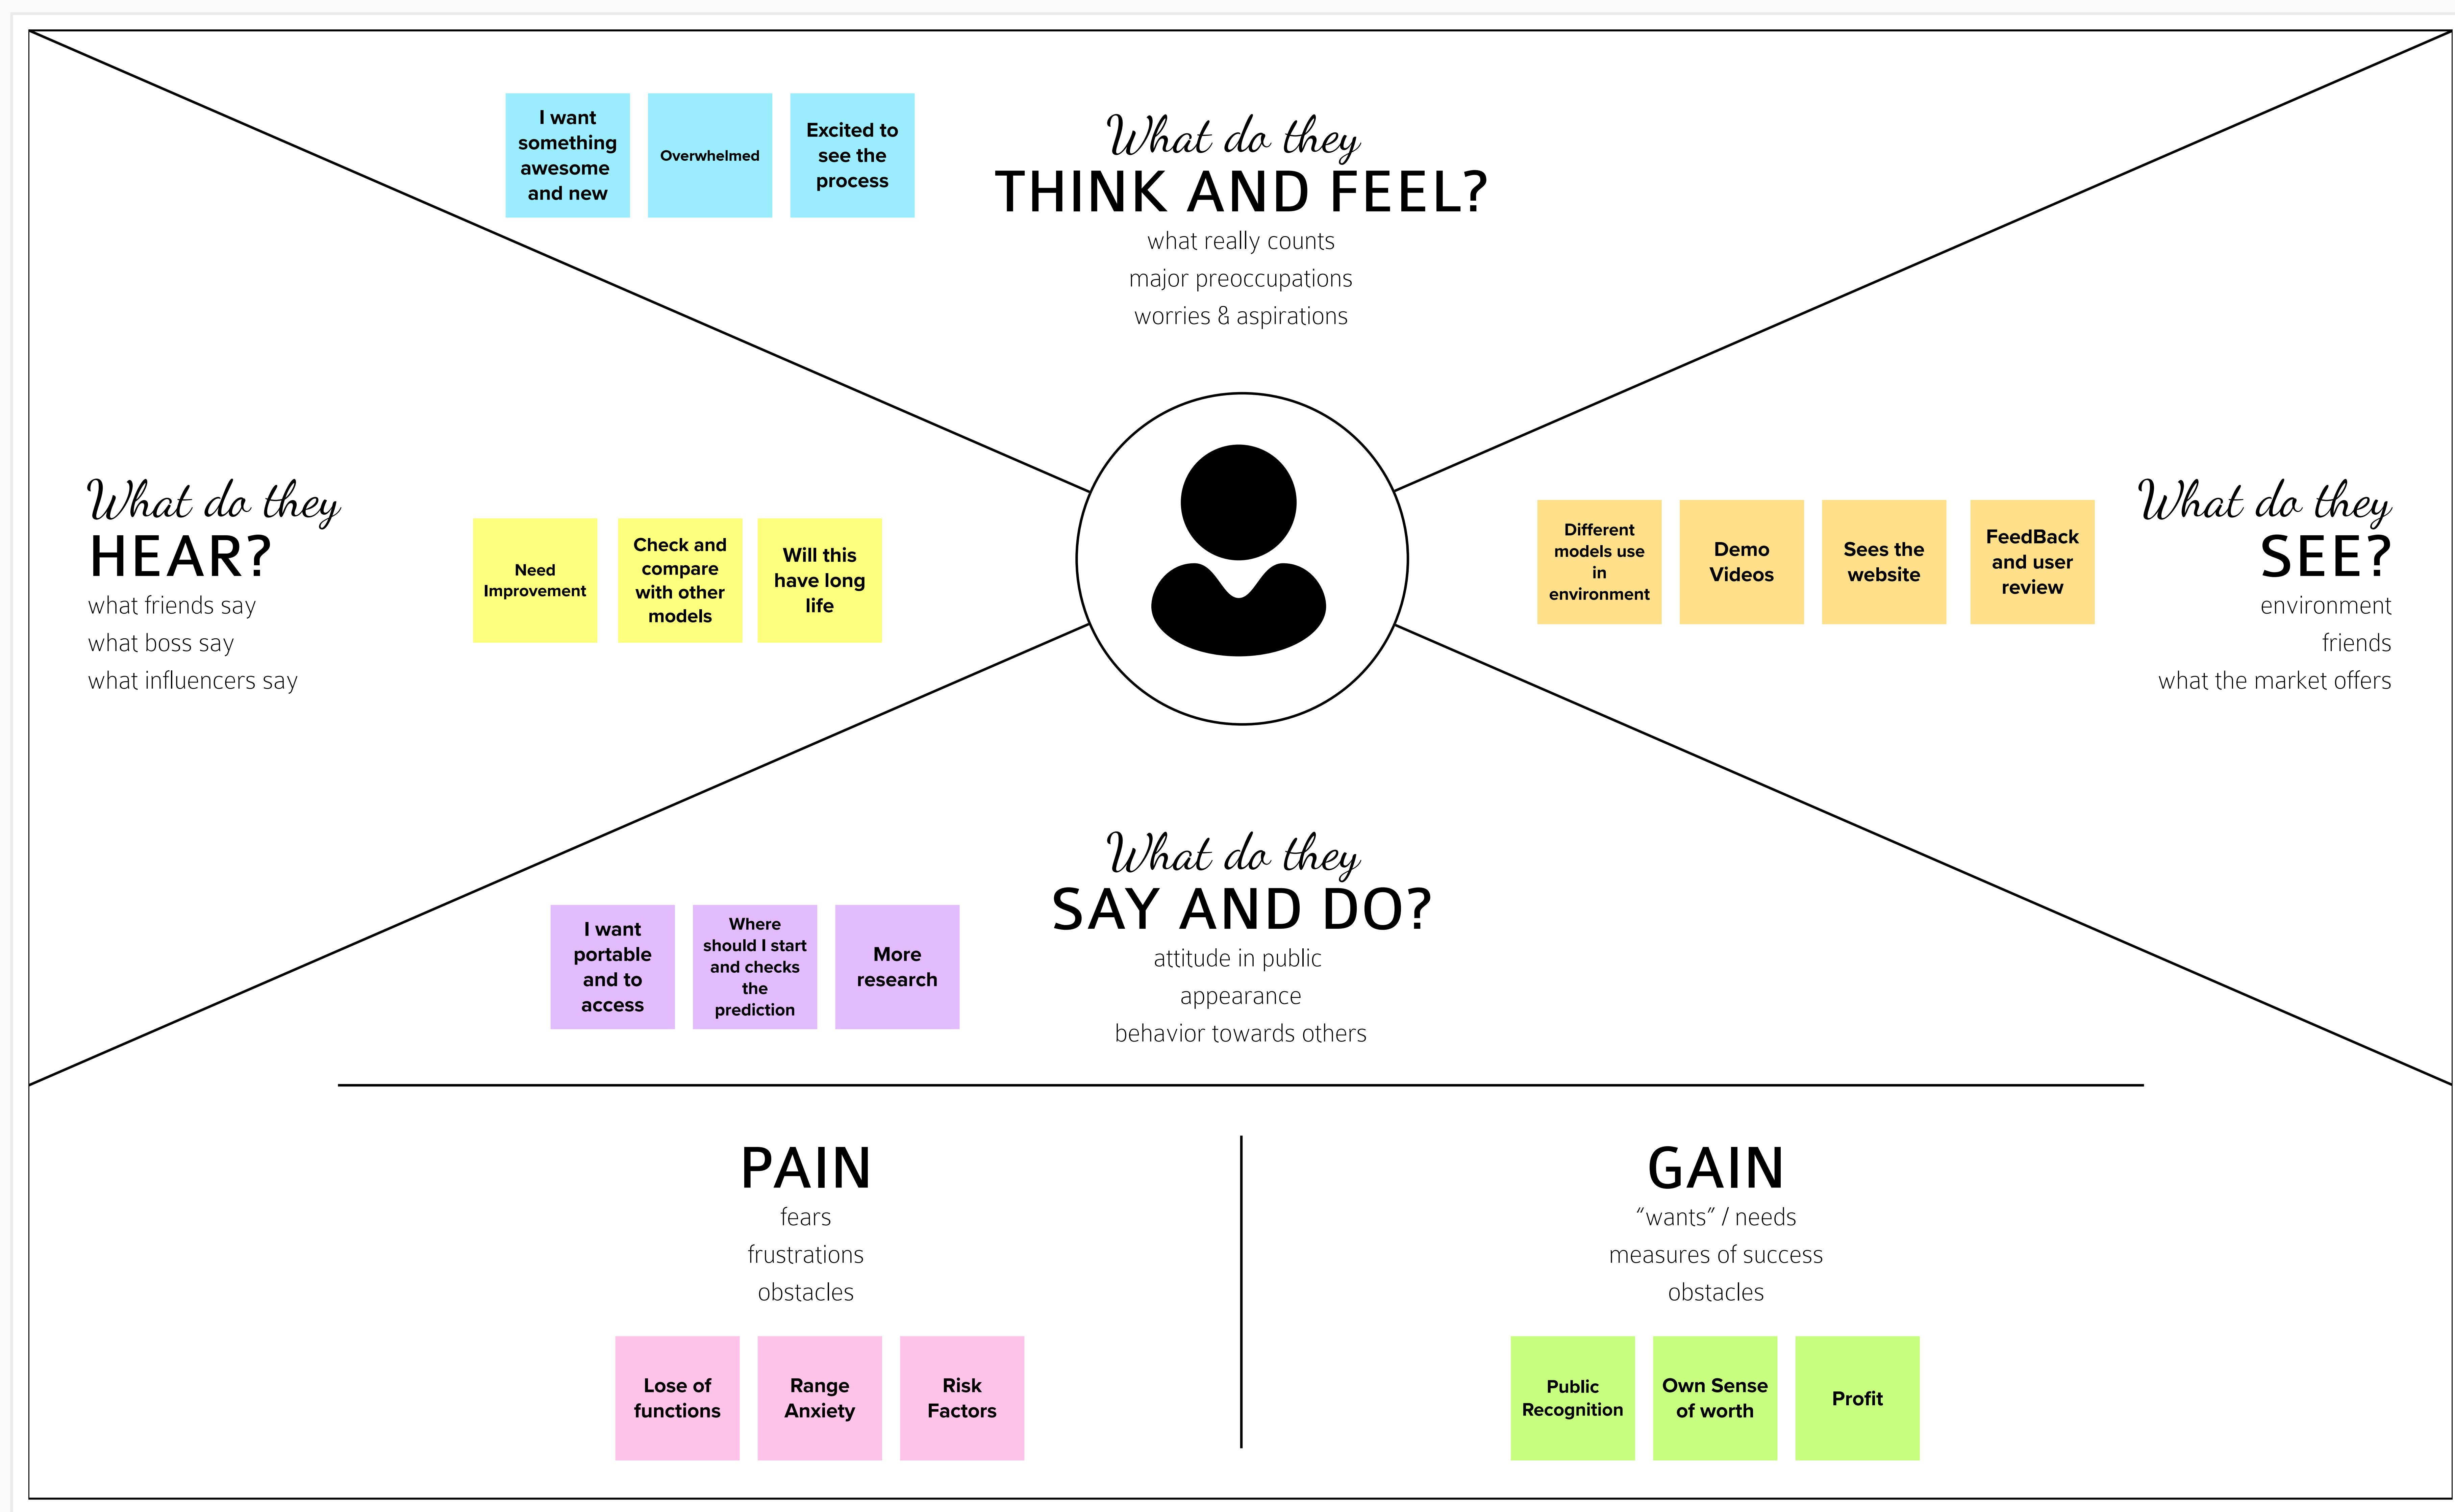 I want
something
awesome
and new
Overwhelmed
Excited to
see the
process
What do they
THINK AND FEEL?
what really counts
major preoccupations
worries & aspirations
What do they
HEAR?
what friends say
what boss say
what influencers say
Need
Improvement
Check and
compare
with other
models
Will this
have long
life
Different
models use
in
environment
Demo
Videos
Sees the
website
FeedBack
and user
review
What do they
SEE?
environment
friends
what the market offers
What do they
SAY AND DO?
attitude in public
appearance
behavior towards others
I want
portable
and to
access
Where
should I start
and checks
the
prediction
More
research
PAIN
fears
frustrations
obstacles
Lose of
functions
Range
Anxiety
Risk
Factors
GAIN
“wants” / needs
measures of success
obstacles
Public
Recognition
Own Sense
of worth
Profit